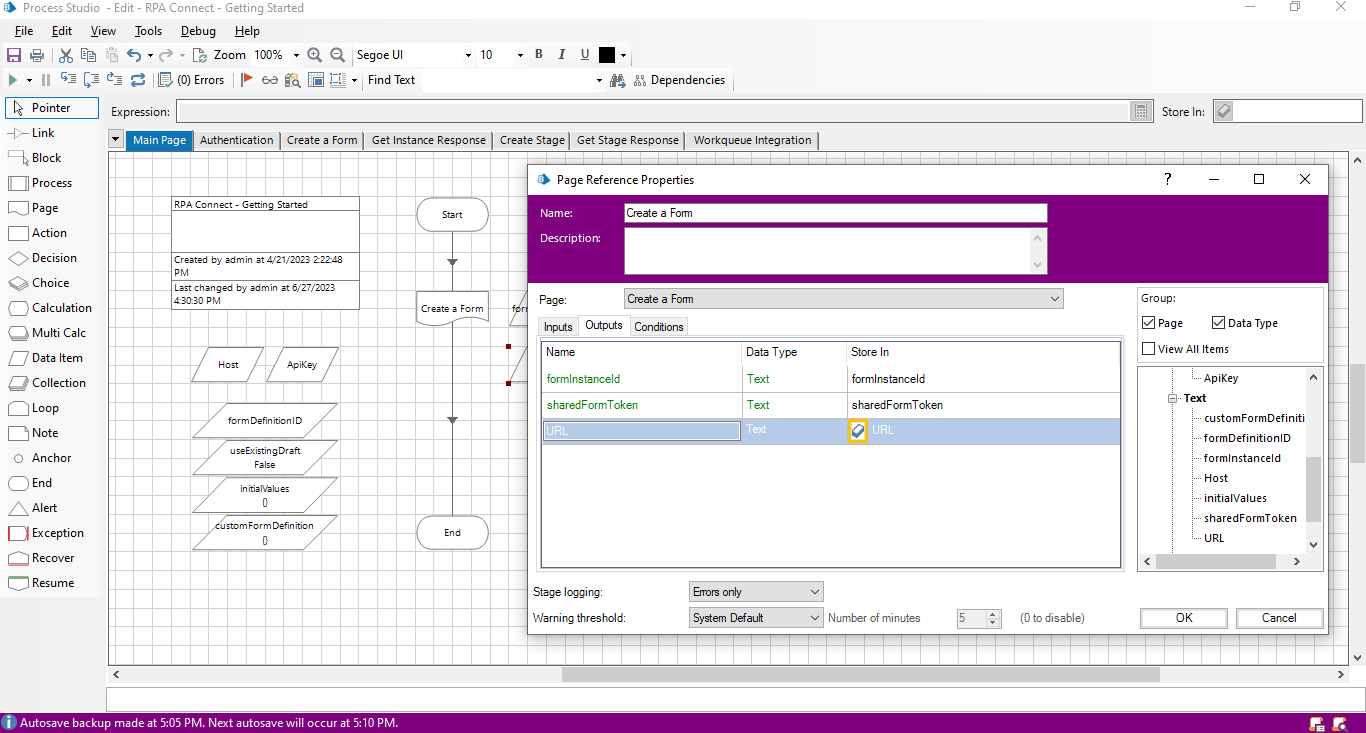 Process Studio - Edit - RPA Connect - Getting Started
File Edit View Tools Debug Help
Zoom 100% Segoe UI 10 B I U
(0) Errors Find Text Dependencies
Pointer
Link
Block
Process
Page
Action
Decision
Choice
Calculation
Multi Calc
Data Item
Collection
Loop
Note
Anchor
End
Alert
Exception
Recover
Resume
Expression: Store In:
Main Page Authentication Create a Form Get Instance Response Create Stage Get Stage Response Workqueue Integration
RPA Connect - Getting Started
Created by admin at 4/21/2023 2:22:48
PM
Last changed by admin at 6/27/2023
4:30:30 PM
Host ApiKey
formDefinitionID
useExistingDraft
False
initialValues
{}
customFormDefinition
{}
Start
Create a Form
End
Page Reference Properties
Name: Create a Form
Description:
Page: Create a Form
Inputs Outputs Conditions
Name Data Type Store In
formInstanceId Text formInstanceId
sharedFormToken Text sharedFormToken
URL Text URL
Group:
Page Data Type
View All Items
ApiKey
Text
customFormDefiniti
formDefinitionID
formInstanceId
Host
initialValues
sharedFormToken
URL
Stage logging: Errors only
Warning threshold: System Default Number of minutes 5 (0 to disable)
OK Cancel
Autosave backup made at 5:05 PM. Next autosave will occur at 5:10 PM.